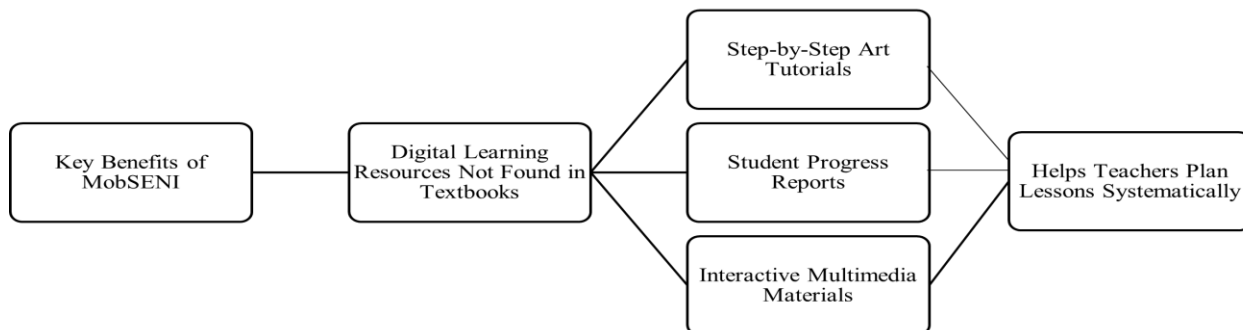 Key Benefits of
MobSENI
Digital Learning
Resources Not Found in
Textbooks
Step-by-Step Art
Tutorials
Student Progress
Reports
Interactive Multimedia
Materials
Helps Teachers Plan
Lessons Systematically